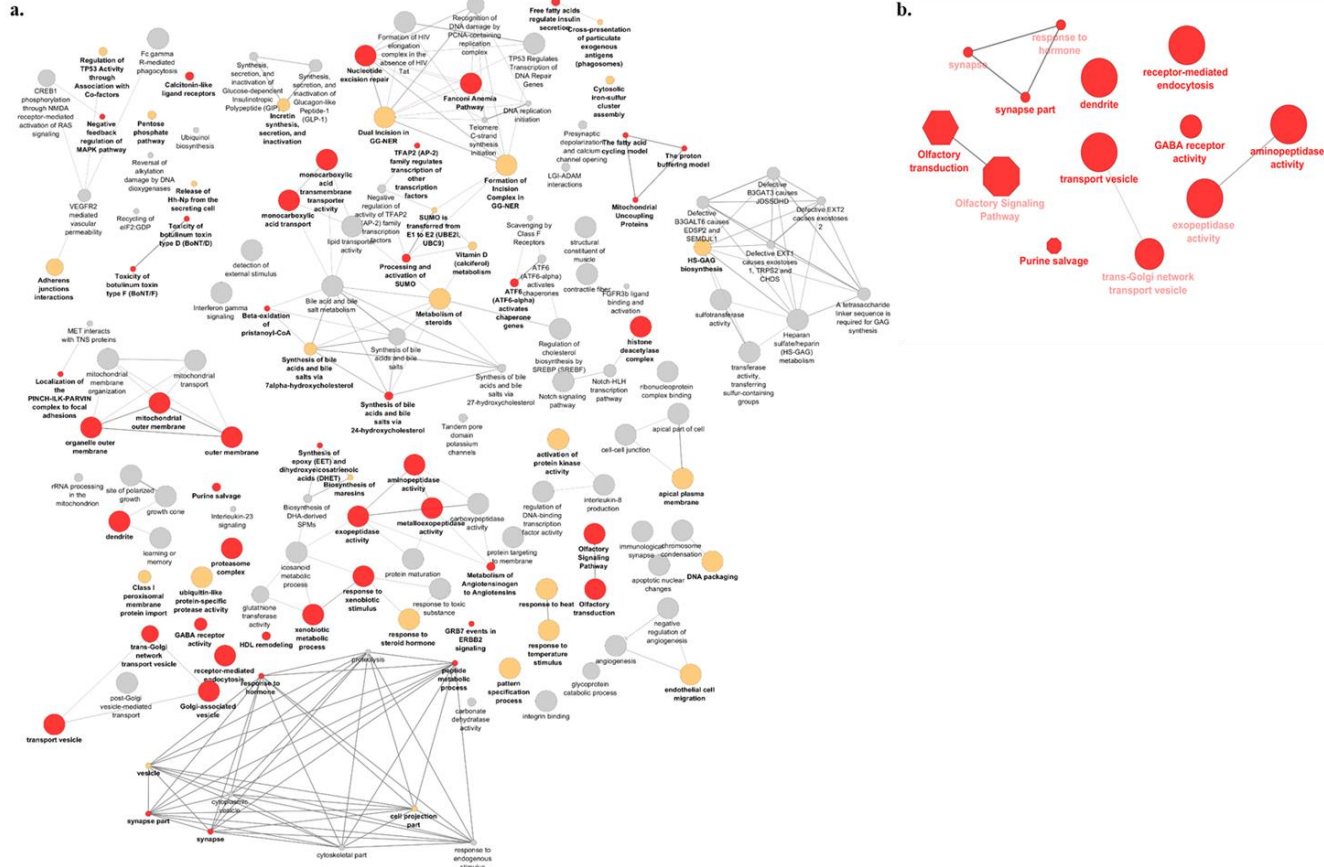 a.
Regulation of
TP53 Activity
through
Association with
Co-factors
Fc gamma
R-mediated
phagocytosis
CREB1
phosphorylation
through NMDA
receptor-mediated
activation of RAS
signaling
Calcitonin-like
ligand receptors
Negative
feedback
regulation of
MAPK pathway
Pentose
phosphate
pathway
Ubiquinol
biosynthesis
Reversal of
alkylation
damage by DNA
dioxygenases
Release of
Hh-Np from the
secreting cell
VEGFR2
mediated
vascular
permeability
Recycling of
eIF2:GDP
Toxicity of
botulinum toxin
type D (BoNT/D)
Toxicity of
botulinum toxin
type F (BoNT/F)
Adherens
junctions
interactions
Synthesis,
secretion, and
inactivation of
Glucose-dependent
Insulinotropic
Polypeptide (GIP)
Synthesis,
secretion, and
inactivation of
Glucagon-like
Peptide-1
(GLP-1)
Incretin
synthesis,
secretion, and
inactivation
Formation of HIV
elongation
complex in the
absence of HIV
Tat
Recognition of
DNA damage by
PCNA-containing
replication
complex
Nucleotide
excision repair
TP53 Regulates
Transcription of
DNA Repair
Genes
Fanconi Anemia
Pathway
DNA replication
initiation
Dual Incision in
GG-NER
Telomere
C-strand
synthesis
Initiation
Formation of
Incision
Complex in
GG-NER
Free fatty acids
regulate insulin
secretion
Cross-presentation
of particulate
exogenous
antigens
(phagosomes)
Cytosolic
iron-sulfur
cluster
assembly
Presynaptic
depolarization
and calcium
channel opening
LGI-ADAM
interactions
The fatty acid
cycling model
The proton
buffering model
Mitochondrial
Uncoupling
Proteins
TFAP2 (AP-2)
family regulates
transcription of
other
transcription
factors
Negative
regulation of
activity of TFAP2
(AP-2) family
transcription
factors
monocarboxylic
acid
transmembrane
transporter
activity
monocarboxylic
acid transport
lipid transporter
activity
SUMO is
transferred from
E1 to E2 (UBE2I,
UBC9)
Vitamin D
(calciferol)
metabolism
Processing and
activation of
SUMO
Scavenging by
Class F
Receptors
ATF6
(ATF6-alpha)
activates
chaperones
ATF6
(ATF6-alpha)
activates
chaperone
genes
structural
constituent of
muscle
contractile fiber
FGFR3b ligand
binding and
activation
detection of
external stimulus
Interferon gamma
signaling
Bile acid and bile
salt metabolism
Beta-oxidation
of
pristanoyl-CoA
Metabolism of
steroids
Synthesis of bile
acids and bile
salts via
7alpha-hydroxycholesterol
Synthesis of bile
acids and bile
salts
Synthesis of bile
acids and bile
salts via
24-hydroxycholesterol
Synthesis of bile
acids and bile
salts via
27-hydroxycholesterol
Regulation of
cholesterol
biosynthesis by
SREBP (SREBF)
Notch signaling
pathway
Notch-HLH
transcription
pathway
histone
deacetylase
complex
ribonucleoprotein
complex binding
Defective
B3GAT3 causes
JDSSDHD
Defective
B3GALT6 causes
EDSP2 and
SEMDJL1
Defective EXT2
causes exostoses
2
Defective EXT1
causes exostoses
1, TRPS2 and
CHDS
HS-GAG
biosynthesis
sulfotransferase
activity
Heparan
sulfate/heparin
(HS-GAG)
metabolism
A tetrasaccharide
linker sequence is
required for GAG
synthesis
transferase
activity,
transferring
sulfur-containing
groups
MET interacts
with TNS proteins
mitochondrial
membrane
organization
mitochondrial
transport
Localization of
the
PINCH-ILK-PARVIN
complex to focal
adhesions
mitochondrial
outer membrane
organelle outer
membrane
outer membrane
Tandem pore
domain
potassium
channels
apical part of cell
cell-cell junction
apical plasma
membrane
activation of
protein kinase
activity
interleukin-8
production
regulation of
DNA-binding
transcription
factor activity
rRNA processing
in the
mitochondrion
site of polarized
growth
growth cone
Purine salvage
Interleukin-23
signaling
dendrite
learning or
memory
proteasome
complex
Class I
peroxisomal
membrane
protein import
ubiquitin-like
protein-specific
protease activity
Synthesis of
epoxy (EET) and
dihydroxyeicosatrienoic
acids (DHET)
Biosynthesis of
maresins
Biosynthesis of
DHA-derived
SPMs
aminopeptidase
activity
metalloexopeptidase
activity
carboxypeptidase
activity
exopeptidase
activity
protein targeting
to membrane
icosanoid
metabolic
process
protein maturation
Metabolism of
Angiotensinogen
to Angiotensins
response to
xenobiotic
stimulus
response to toxic
substance
glutathione
transferase
activity
xenobiotic
metabolic
process
response to
steroid hormone
Olfactory
Signaling
Pathway
Olfactory
transduction
immunological
synapse
chromosome
condensation
apoptotic nuclear
changes
DNA packaging
response to heat
response to
temperature
stimulus
negative
regulation of
angiogenesis
angiogenesis
endothelial cell
migration
GABA receptor
activity
HDL remodeling
GRB7 events in
ERBB2
signaling
trans-Golgi
network
transport vesicle
receptor-mediated
endocytosis
post-Golgi
vesicle-mediated
transport
Golgi-associated
vesicle
transport vesicle
response to
hormone
proteolysis
peptide
metabolic
process
pattern
specification
process
glycoprotein
catabolic process
integrin binding
carbonate
dehydratase
activity
vesicle
cytoplasmic
vesicle
synapse part
synapse
cell projection
part
cytoskeletal part
response to
endogenous
stimulus
b.
response to
hormone
synapse
synapse part
receptor-mediated
endocytosis
dendrite
Olfactory
transduction
Olfactory Signaling
Pathway
transport vesicle
GABA receptor
activity
aminopeptidase
activity
exopeptidase
activity
Purine salvage
trans-Golgi network
transport vesicle